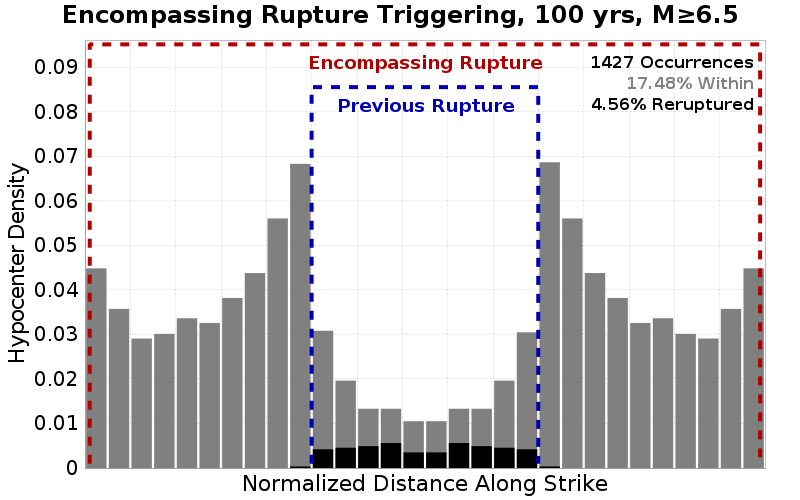 Encompassing Rupture Triggering, 100 yrs, M≥6.5
Encompassing Rupture
Previous Rupture
1427 Occurrences
17.48% Within
4.56% Reruptured
Hypocenter Density
0.09
0.08
0.07
0.06
0.05
0.04
0.03
0.02
0.01
0
Normalized Distance Along Strike